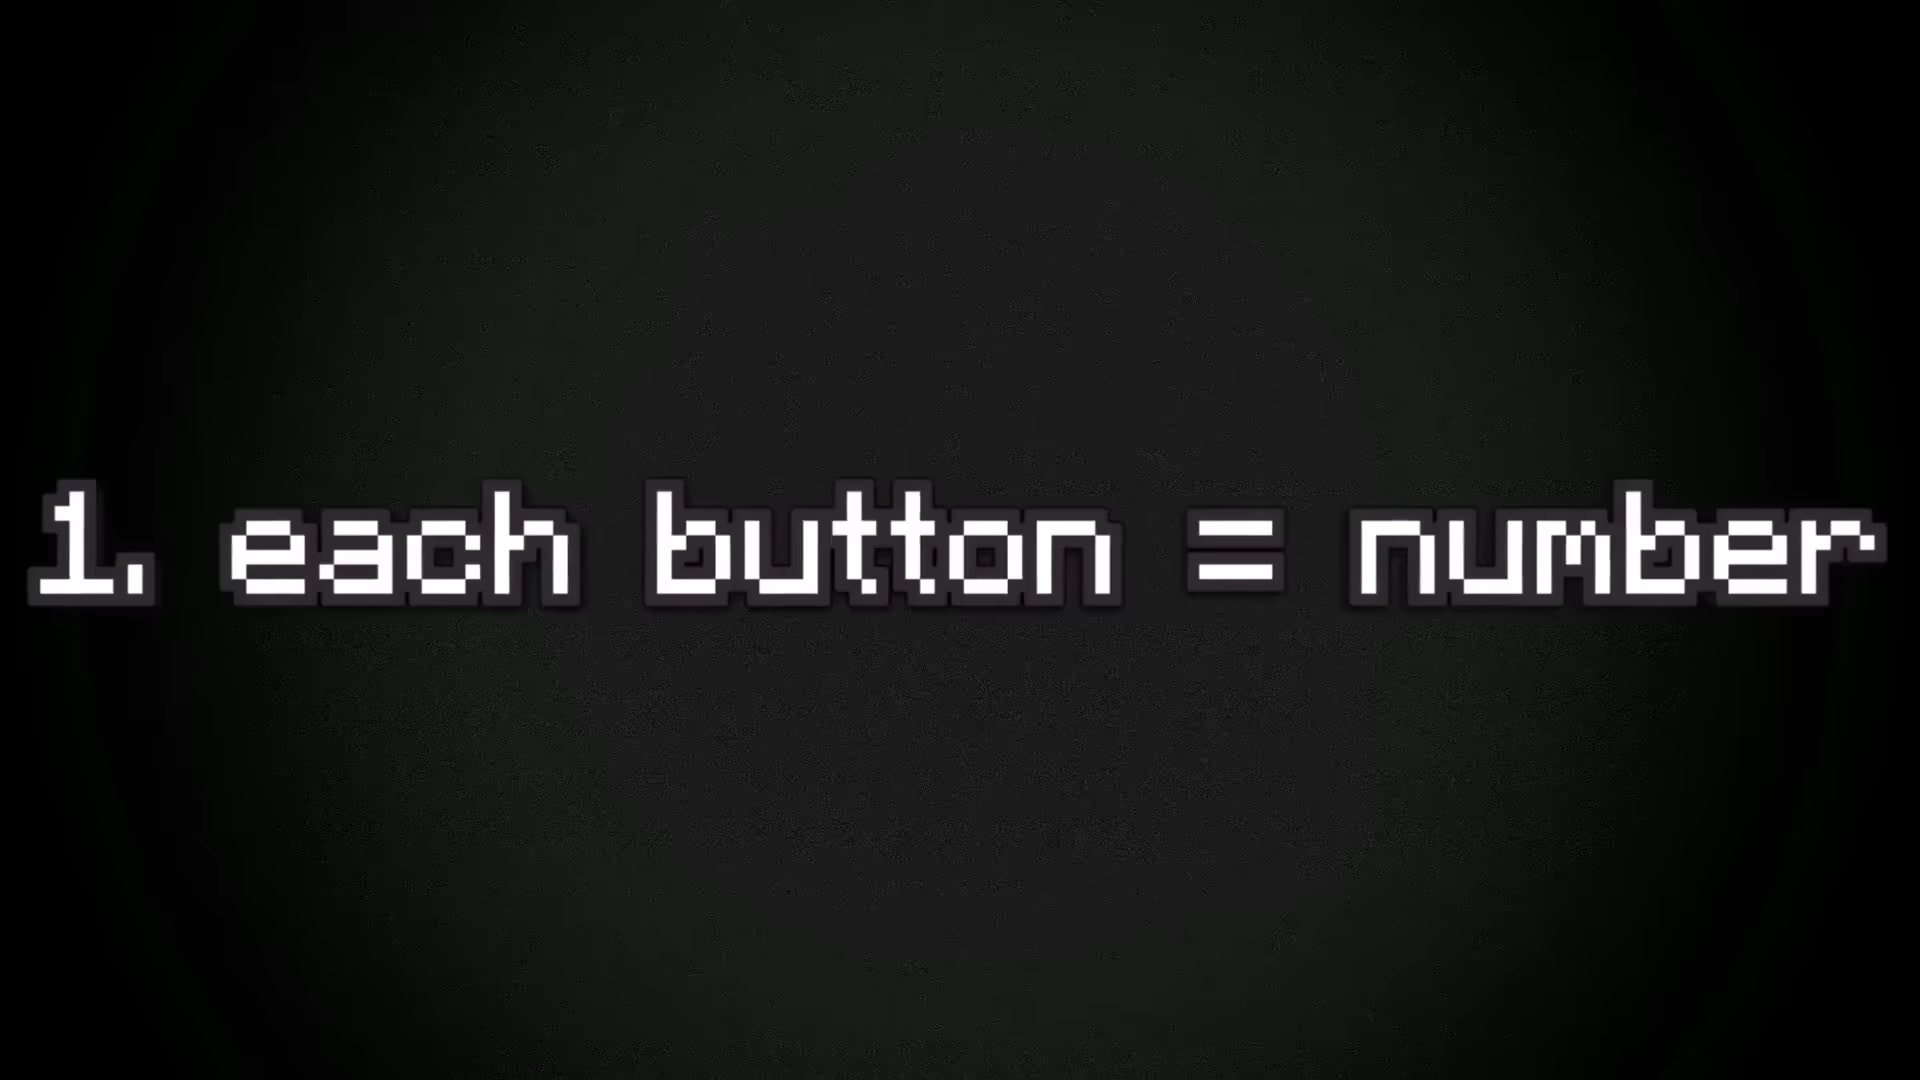 1. each button = number